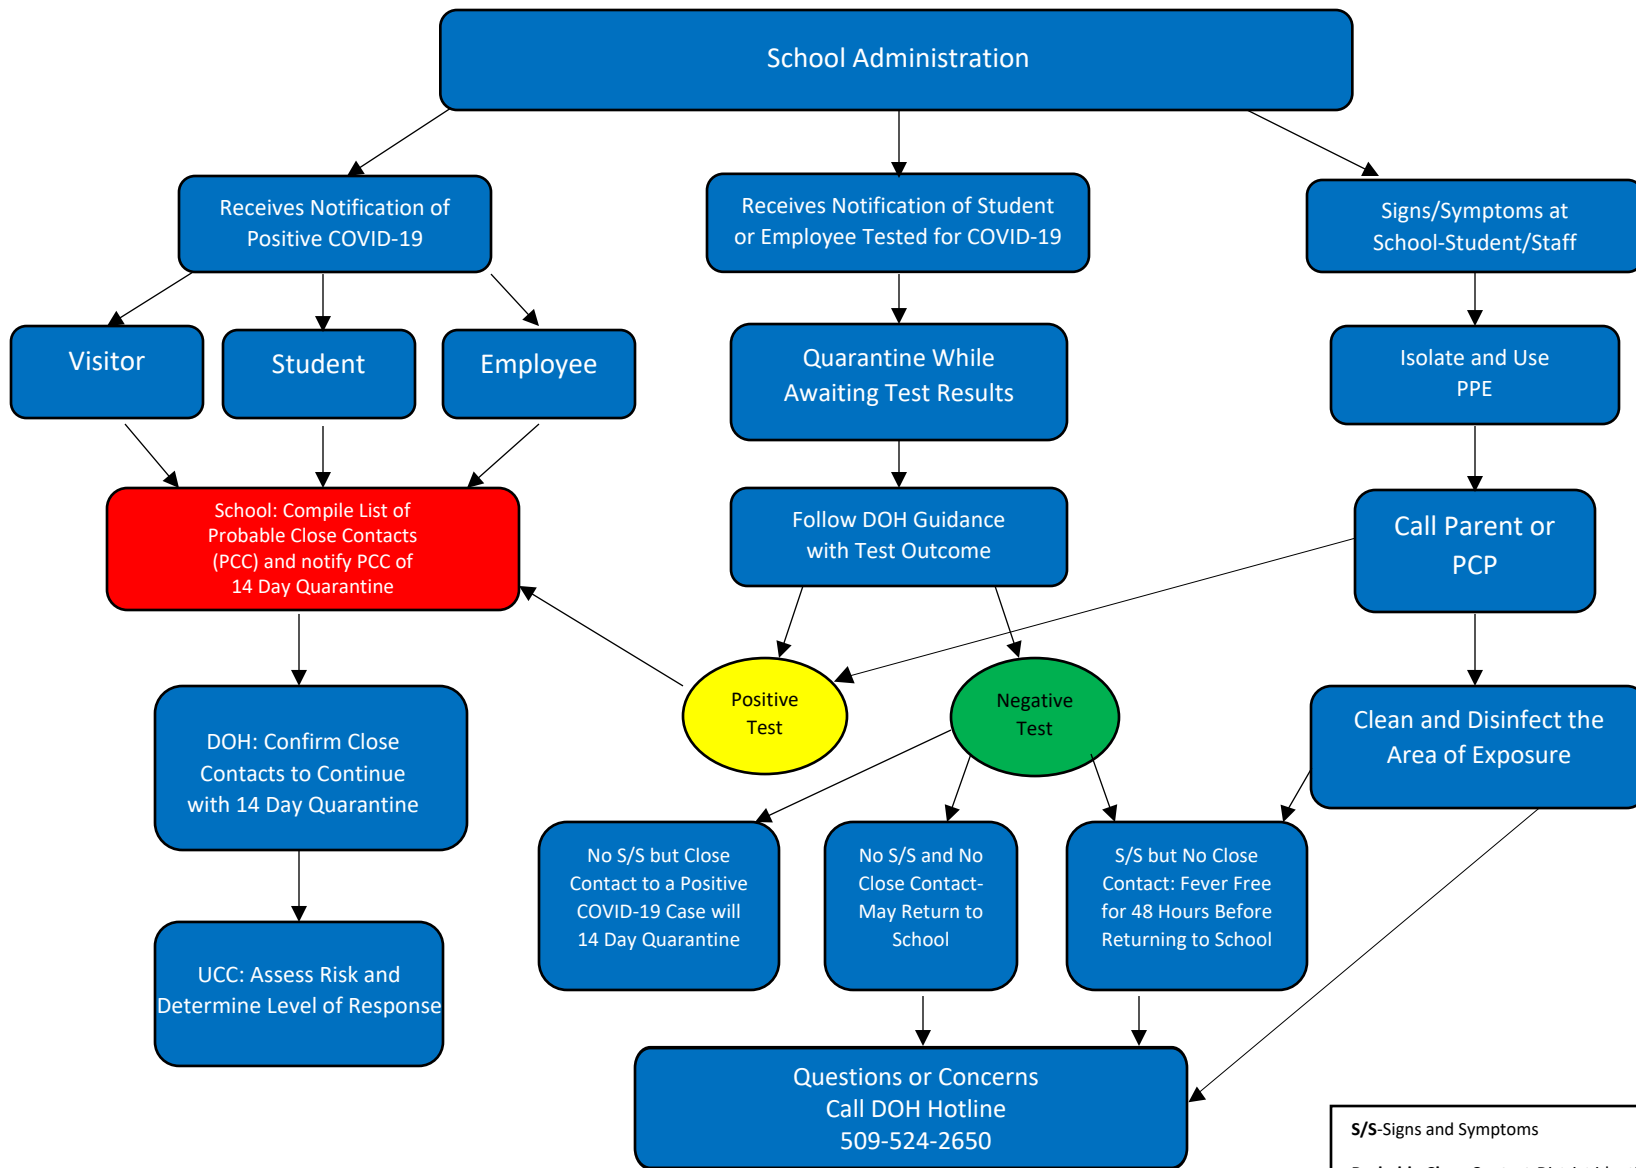 School Administration
Receives Notification of
Positive COVID-19
Receives Notification of Student
or Employee Tested for COVID-19
Signs/Symptoms at
School-Student/Staff
Visitor
Student
Employee
Quarantine While
Awaiting Test Results
Isolate and Use
PPE
School: Compile List of
Probable Close Contacts
(PCC) and notify PCC of
14 Day Quarantine
Follow DOH Guidance
with Test Outcome
Call Parent or
PCP
Positive
Test
Negative
Test
DOH: Confirm Close
Contacts to Continue
with 14 Day Quarantine
Clean and Disinfect the
Area of Exposure
No S/S but Close
Contact to a Positive
COVID-19 Case will
14 Day Quarantine
No S/S and No
Close Contact-
May Return to
School
S/S but No Close
Contact: Fever Free
for 48 Hours Before
Returning to School
UCC: Assess Risk and
Determine Level of Response
Questions or Concerns
Call DOH Hotline
509-524-2650
S/S-Signs and Symptoms